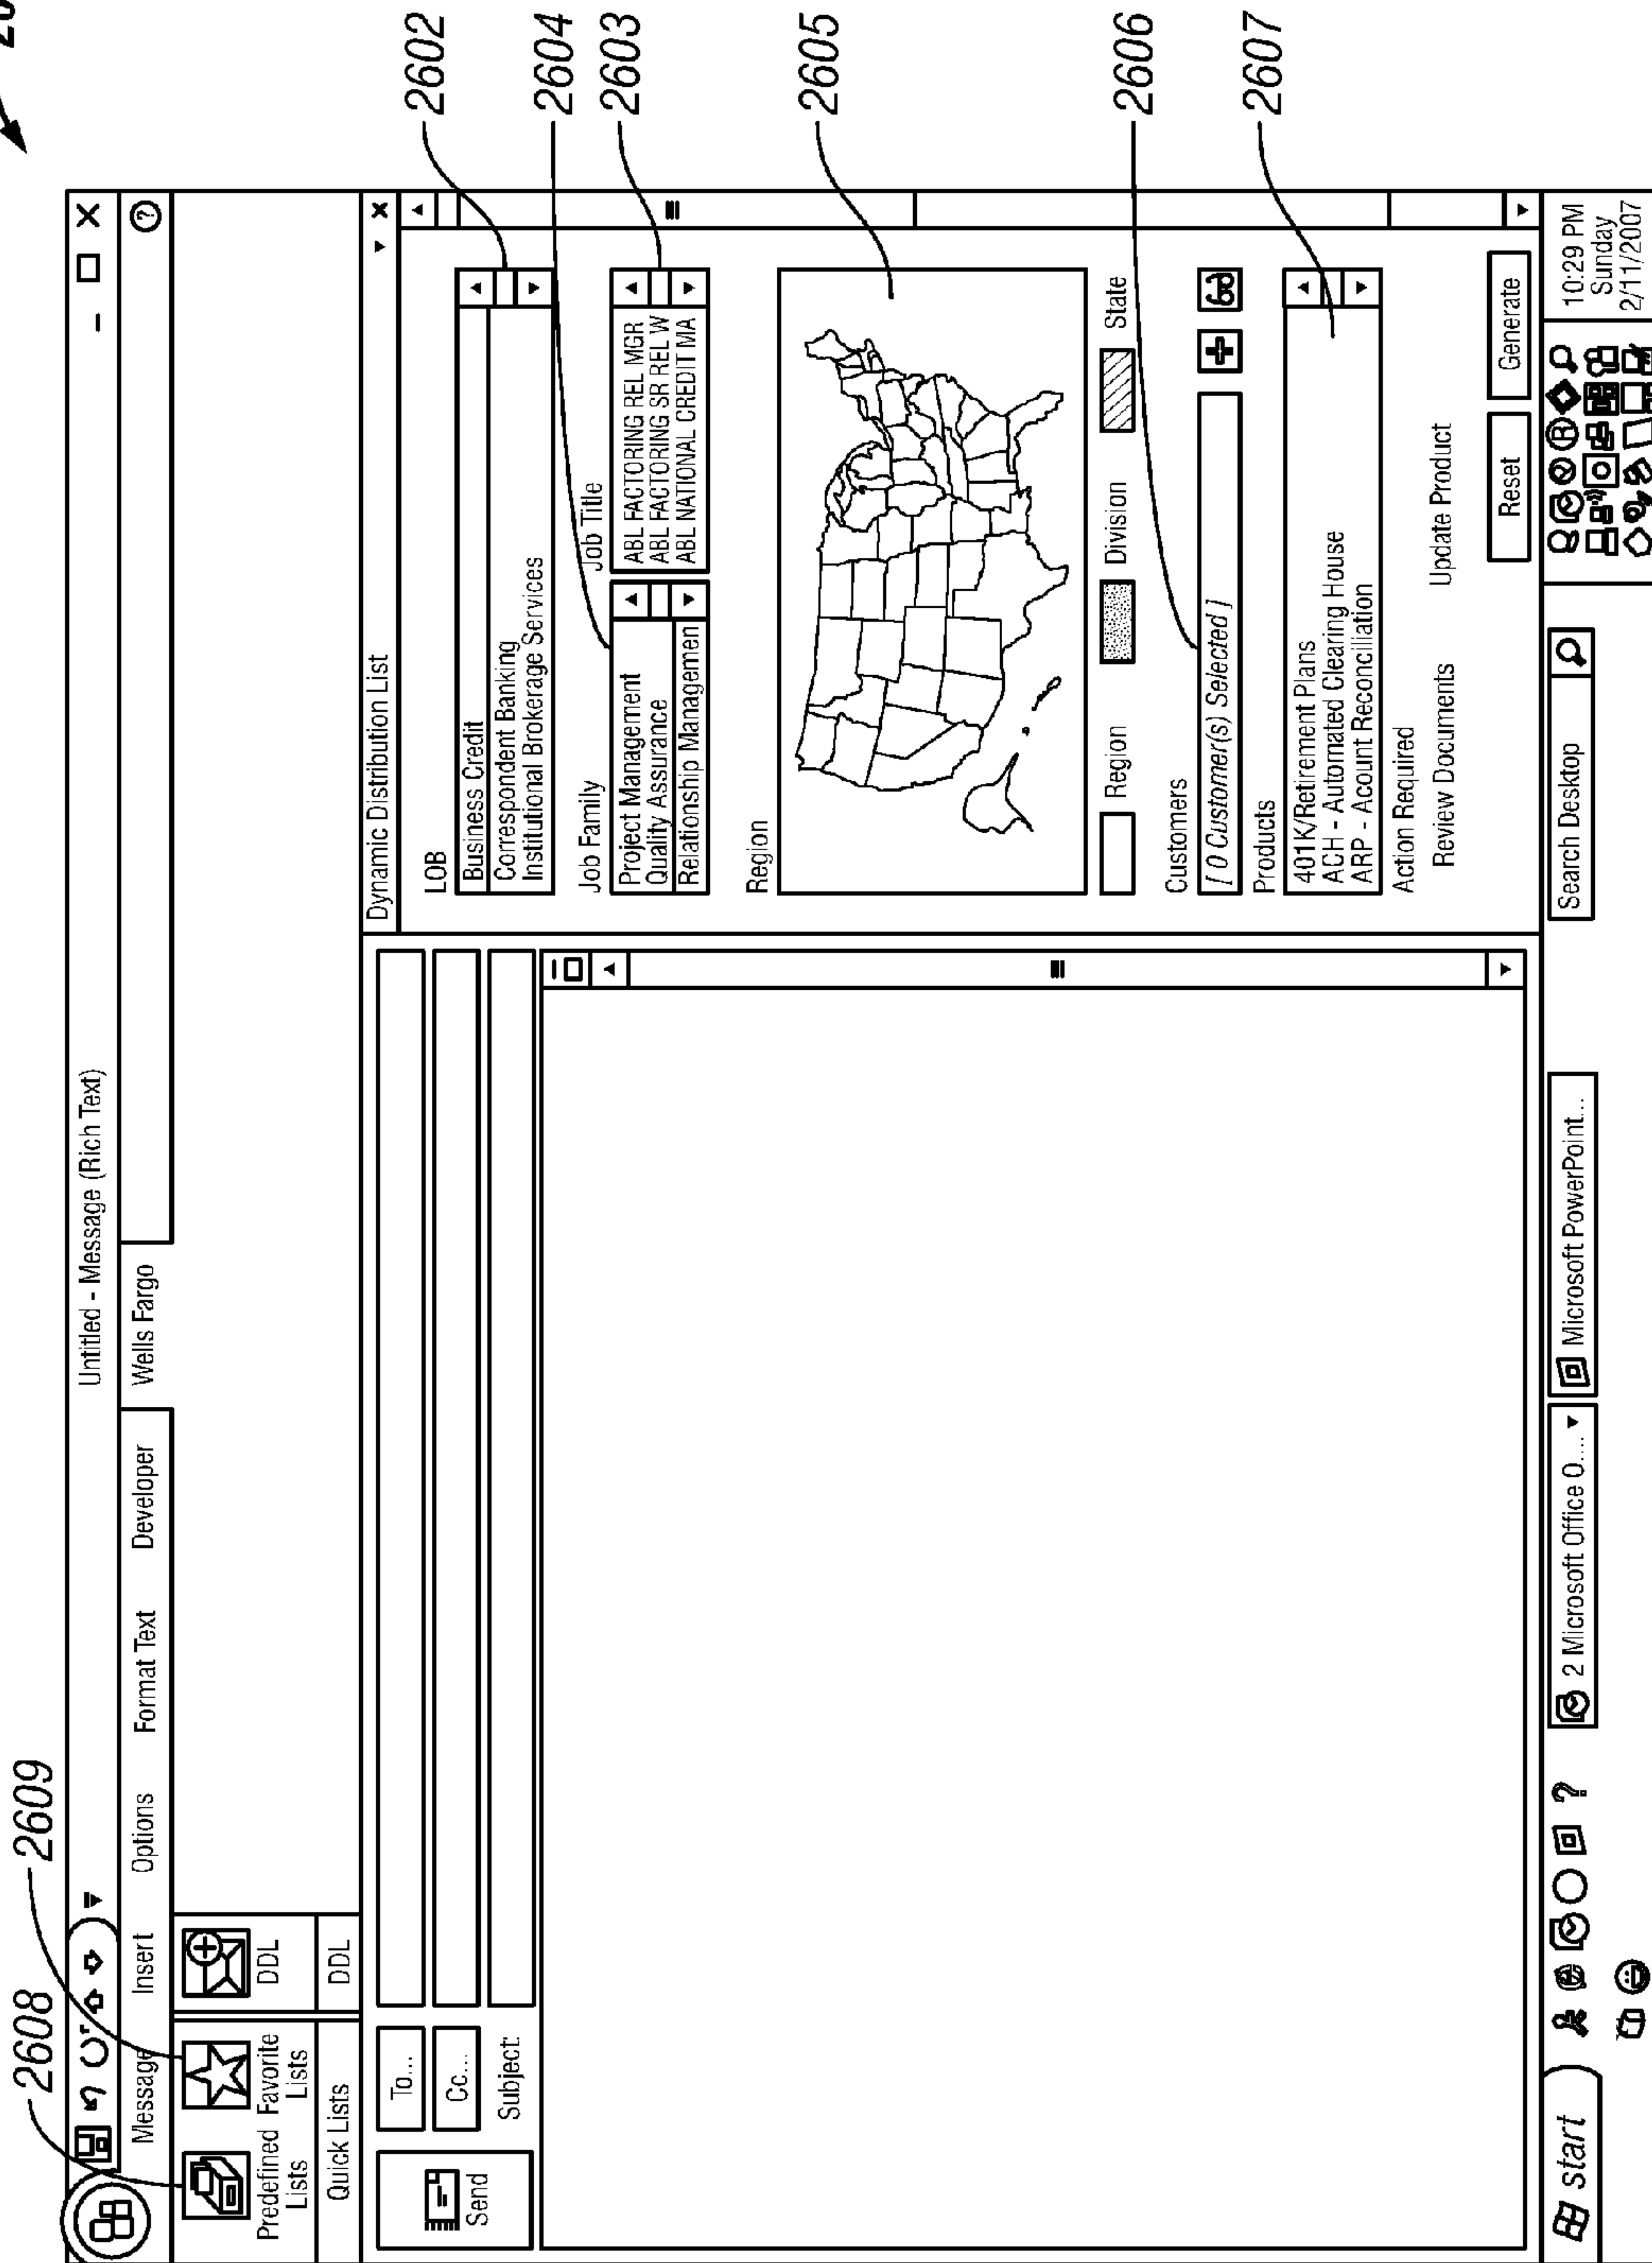 2608
2609
Untitled - Message (Rich Text)
Message Insert Options Format Text Developer Wells Fargo
Predefined Lists
Favorite Lists
DDL
Quick Lists
DDL
Send
To...
Cc...
Subject:
Dynamic Distribution List
LOB
Business Credit
Correspondent Banking
Institutional Brokerage Services
2602
Job Family
Project Management
Quality Assurance
Relationship Managemen
2604
Job Title
ABL FACTORING REL MGR
ABL FACTORING SR REL W
ABL NATIONAL CREDIT MA
2603
Region
2605
Region Division State
Customers
[ 0 Customer(s) Selected ]
2606
Products
401K/Retirement Plans
ACH - Automated Clearing House
ARP - Acount Reconciliation
2607
Action Required
Review Documents Update Product
Reset Generate
start
2 Microsoft Office O....
Microsoft PowerPoint...
Search Desktop
10:29 PM
Sunday
2/11/2007